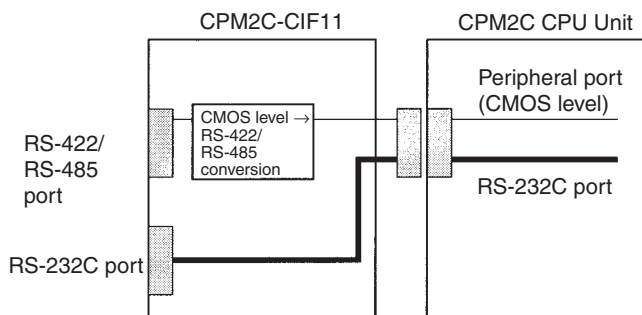 CPM2C-CIF11
CPM2C CPU Unit
Peripheral port
(CMOS level)
CMOS level →
RS-422/
RS-485
conversion
RS-422/
RS-485
port
RS-232C port
RS-232C port